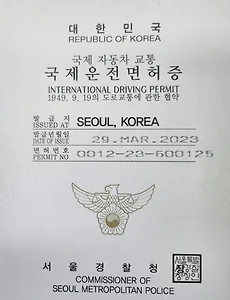 대 한 민 국
REPUBLIC OF KOREA
국제 자동차 교통
국제운전면허증
INTERNATIONAL DRIVING PERMIT
1949. 9. 19의 도로교통에 관한 협약
발 급 지
ISSUED AT SEOUL, KOREA
발급년월일
DATE OF ISSUE 29.MAR.2023
면 허 번 호
PERMIT NO 0012-23-600125
서 울 경 찰 청
COMMISSIONER OF
SEOUL METROPOLITAN POLICE